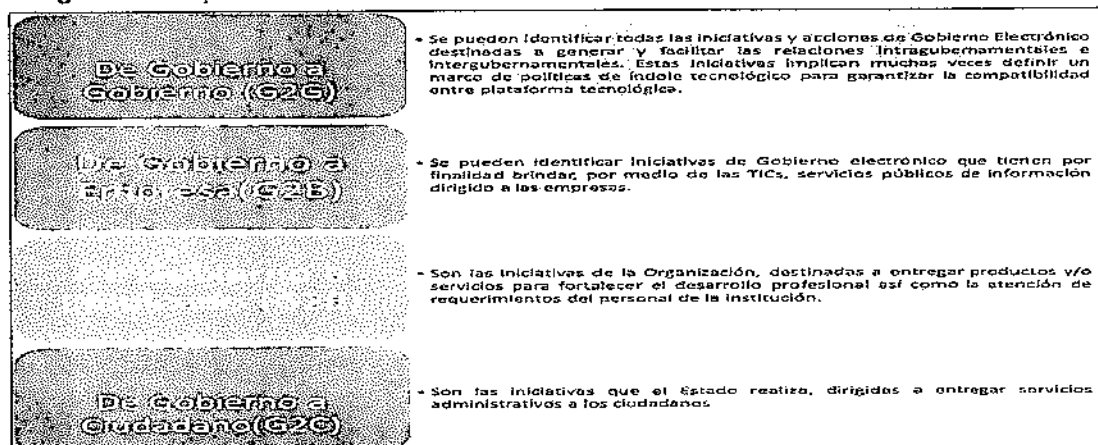 De Gobierno a
Gobierno (G2G)
• Se pueden identificar todas las iniciativas y acciones de Gobierno Electrónico
destinadas a generar y facilitar las relaciones intragubernamentales e
intergubernamentales. Estas iniciativas implican muchas veces definir un
marco de políticas de índole tecnológico para garantizar la compatibilidad
entre plataforma tecnológica.
De Gobierno a
Empresa(G2B)
• Se pueden identificar iniciativas de Gobierno electrónico que tienen por
finalidad brindar, por medio de las TICs, servicios públicos de información
dirigido a las empresas.
• Son las iniciativas de la Organización, destinadas a entregar productos y/o
servicios para fortalecer el desarrollo profesional así como la atención de
requerimientos del personal de la institución.
De Gobierno a
Ciudadano(G2C)
• Son las iniciativas que el Estado realiza, dirigidas a entregar servicios
administrativos a los ciudadanos